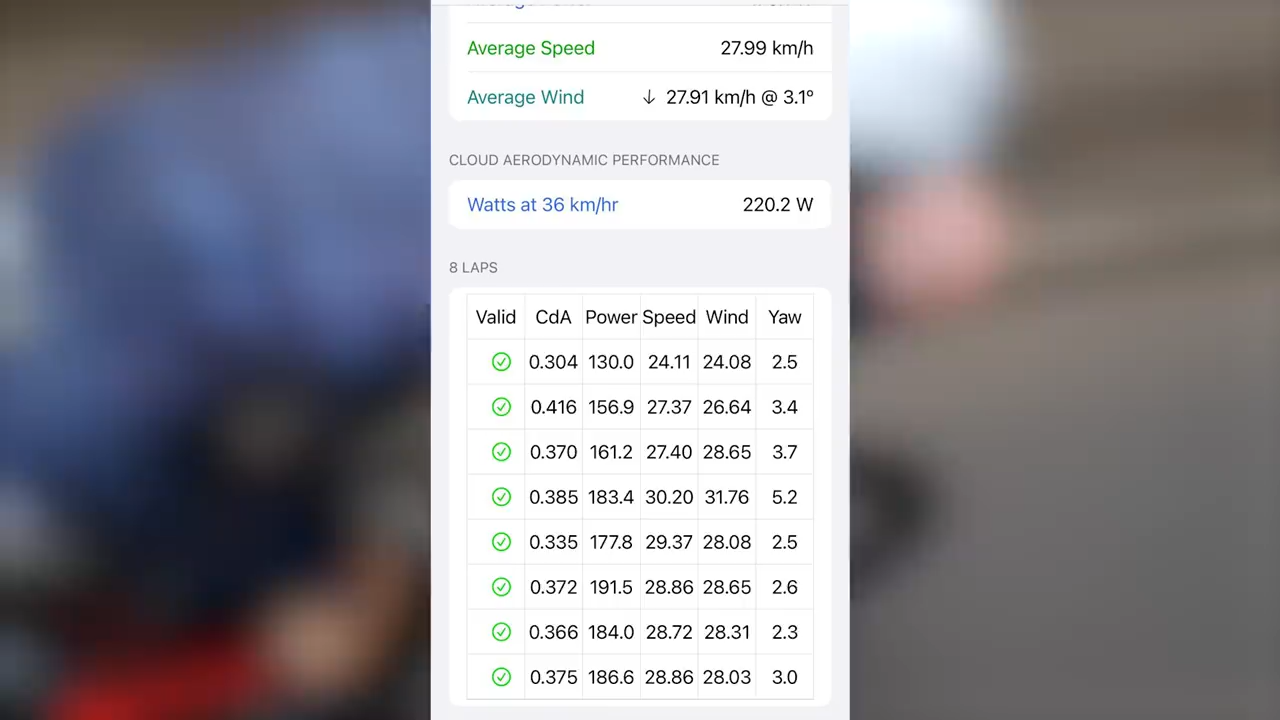 Average Speed 27.99 km/h
Average Wind ↓ 27.91 km/h @ 3.1º
CLOUD AERODYNAMIC PERFORMANCE
Watts at 36 km/hr 220.2 W
8 LAPS
Valid CdA Power Speed Wind Yaw
0.304 130.0 24.11 24.08 2.5
0.416 156.9 27.37 26.64 3.4
0.370 161.2 27.40 28.65 3.7
0.385 183.4 30.20 31.76 5.2
0.335 177.8 29.37 28.08 2.5
0.372 191.5 28.86 28.65 2.6
0.366 184.0 28.72 28.31 2.3
0.375 186.6 28.86 28.03 3.0